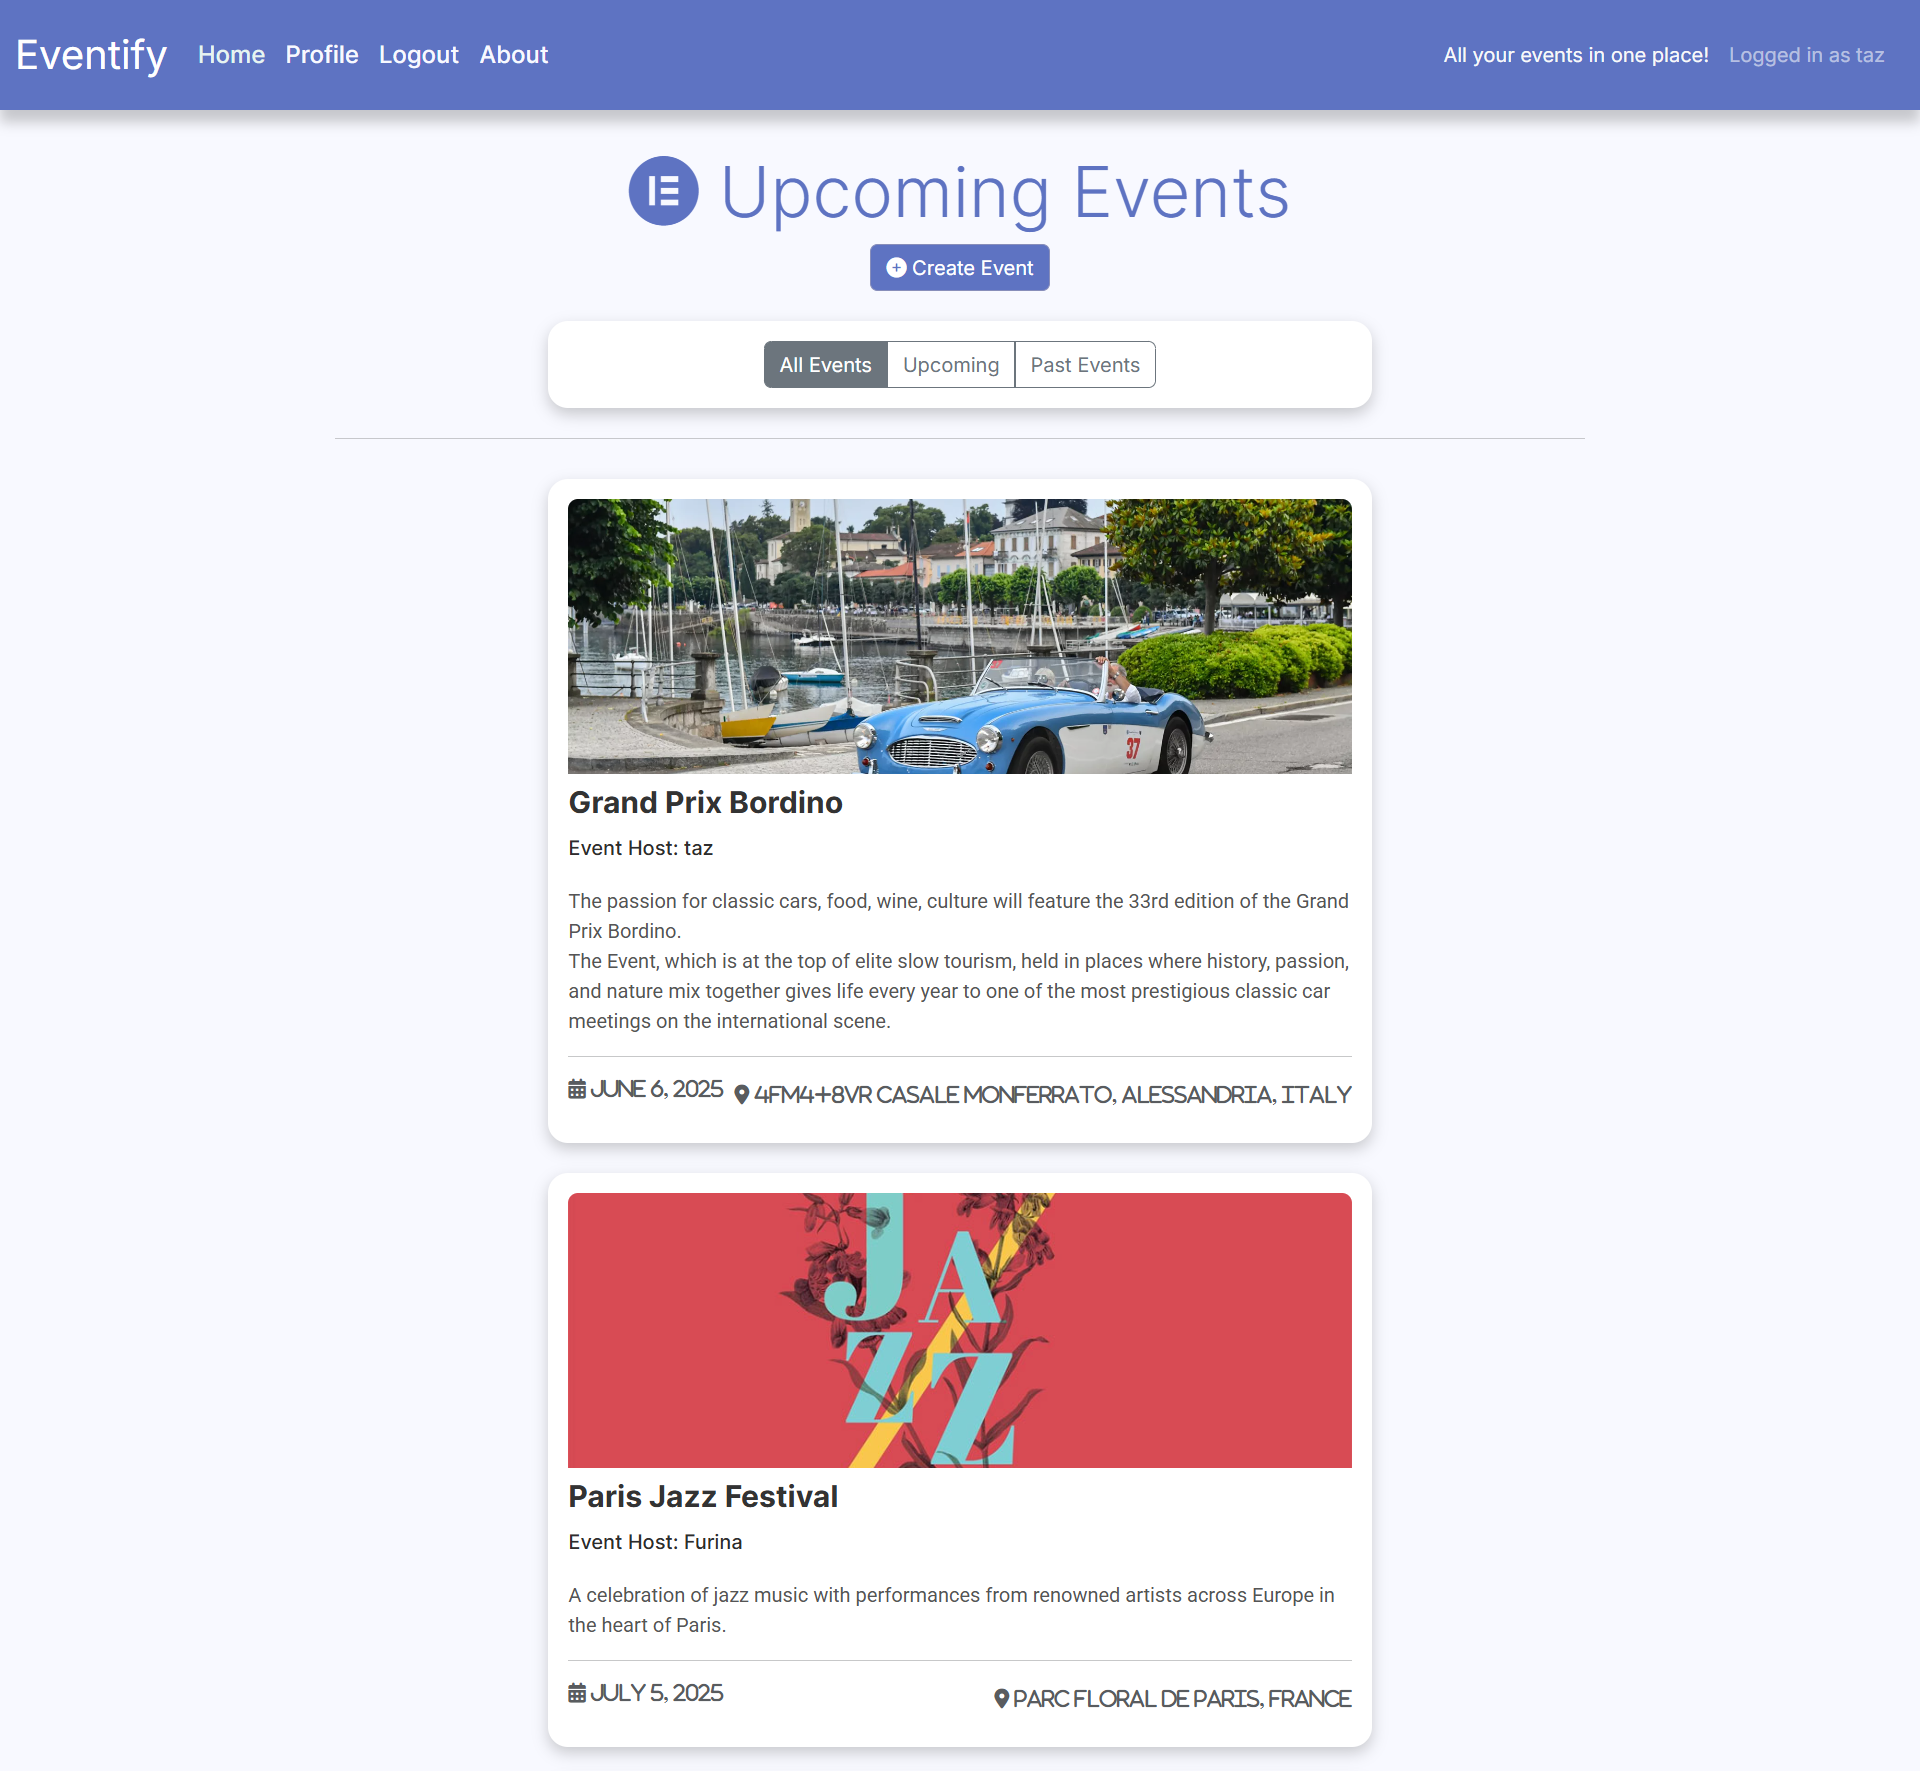 Eventify Home Profile Logout About All your events in one place! Logged in as taz
Upcoming Events
Create Event
All Events Upcoming Past Events
37
Grand Prix Bordino
Event Host: taz
The passion for classic cars, food, wine, culture will feature the 33rd edition of the Grand
Prix Bordino.
The Event, which is at the top of elite slow tourism, held in places where history, passion,
and nature mix together gives life every year to one of the most prestigious classic car
meetings on the international scene.
JUNE 6, 2025 4FM4+8VR CASALE MONFERRATO, ALESSANDRIA, ITALY
JAZZ
Paris Jazz Festival
Event Host: Furina
A celebration of jazz music with performances from renowned artists across Europe in
the heart of Paris.
JULY 5, 2025 PARC FLORAL DE PARIS, FRANCE